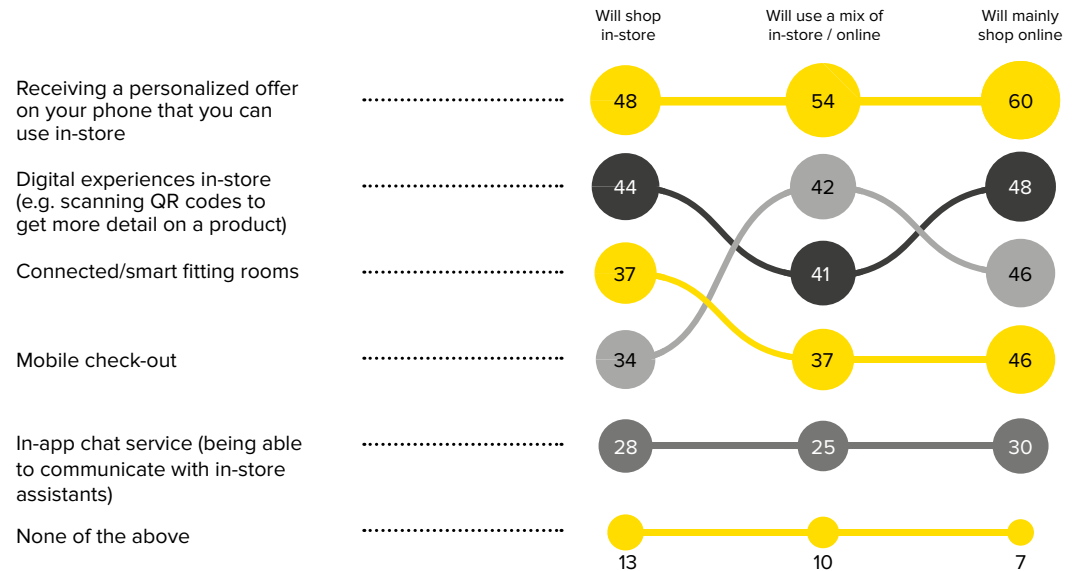 Will shop
in-store
Will use a mix of
in-store / online
Will mainly
shop online
Receiving a personalized offer
on your phone that you can
use in-store
48
54
60
Digital experiences in-store
(e.g. scanning QR codes to
get more detail on a product)
44
42
48
Connected/smart fitting rooms
37
41
46
Mobile check-out
34
37
46
In-app chat service (being able
to communicate with in-store
assistants)
28
25
30
None of the above
13
10
7